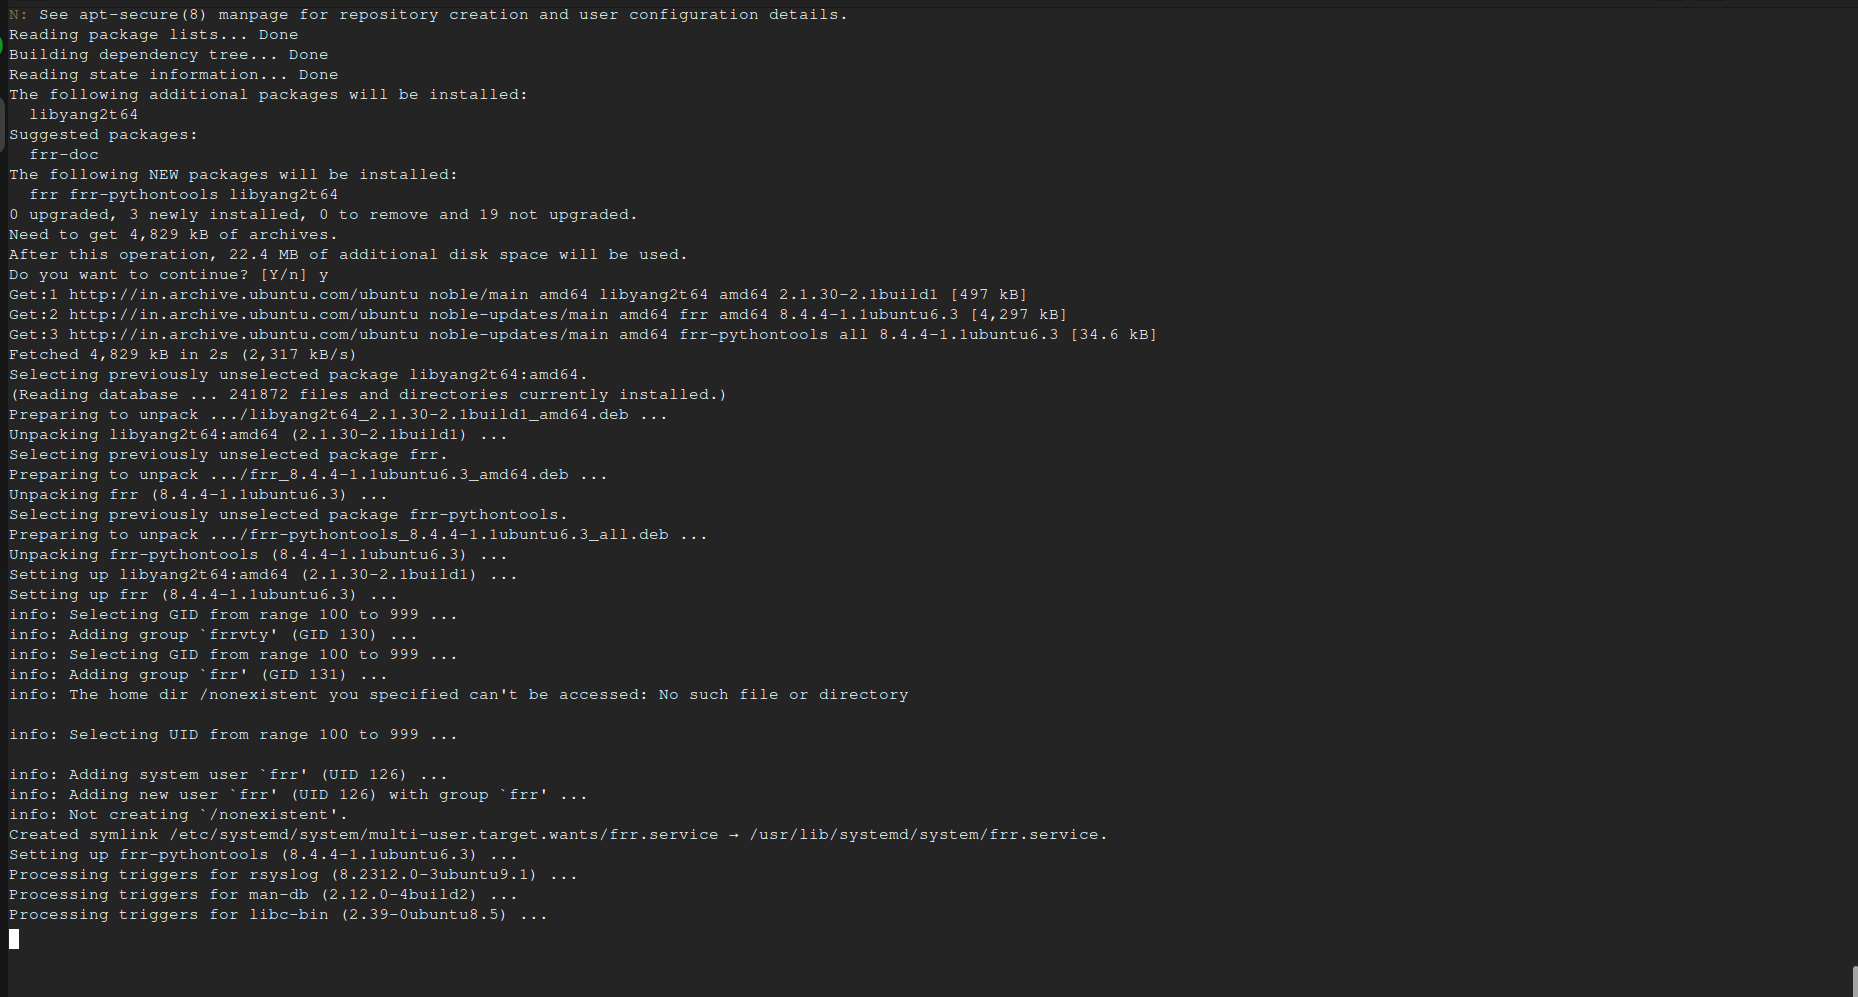 N: See apt-secure(8) manpage for repository creation and user configuration details.
Reading package lists... Done
Building dependency tree... Done
Reading state information... Done
The following additional packages will be installed:
  libyang2t64
Suggested packages:
  frr-doc
The following NEW packages will be installed:
  frr frr-pythontools libyang2t64
0 upgraded, 3 newly installed, 0 to remove and 19 not upgraded.
Need to get 4,829 kB of archives.
After this operation, 22.4 MB of additional disk space will be used.
Do you want to continue? [Y/n] y
Get:1 http://in.archive.ubuntu.com/ubuntu noble/main amd64 libyang2t64 amd64 2.1.30-2.1build1 [497 kB]
Get:2 http://in.archive.ubuntu.com/ubuntu noble-updates/main amd64 frr amd64 8.4.4-1.1ubuntu6.3 [4,297 kB]
Get:3 http://in.archive.ubuntu.com/ubuntu noble-updates/main amd64 frr-pythontools all 8.4.4-1.1ubuntu6.3 [34.6 kB]
Fetched 4,829 kB in 2s (2,317 kB/s)
Selecting previously unselected package libyang2t64:amd64.
(Reading database ... 241872 files and directories currently installed.)
Preparing to unpack .../libyang2t64_2.1.30-2.1build1_amd64.deb ...
Unpacking libyang2t64:amd64 (2.1.30-2.1build1) ...
Selecting previously unselected package frr.
Preparing to unpack .../frr_8.4.4-1.1ubuntu6.3_amd64.deb ...
Unpacking frr (8.4.4-1.1ubuntu6.3) ...
Selecting previously unselected package frr-pythontools.
Preparing to unpack .../frr-pythontools_8.4.4-1.1ubuntu6.3_all.deb ...
Unpacking frr-pythontools (8.4.4-1.1ubuntu6.3) ...
Setting up libyang2t64:amd64 (2.1.30-2.1build1) ...
Setting up frr (8.4.4-1.1ubuntu6.3) ...
info: Selecting GID from range 100 to 999 ...
info: Adding group `frrvty' (GID 130) ...
info: Selecting GID from range 100 to 999 ...
info: Adding group `frr' (GID 131) ...
info: The home dir /nonexistent you specified can't be accessed: No such file or directory

info: Selecting UID from range 100 to 999 ...

info: Adding system user `frr' (UID 126) ...
info: Adding new user `frr' (UID 126) with group `frr' ...
info: Not creating `/nonexistent'.
Created symlink /etc/systemd/system/multi-user.target.wants/frr.service → /usr/lib/systemd/system/frr.service.
Setting up frr-pythontools (8.4.4-1.1ubuntu6.3) ...
Processing triggers for rsyslog (8.2312.0-3ubuntu9.1) ...
Processing triggers for man-db (2.12.0-4build2) ...
Processing triggers for libc-bin (2.39-0ubuntu8.5) ...